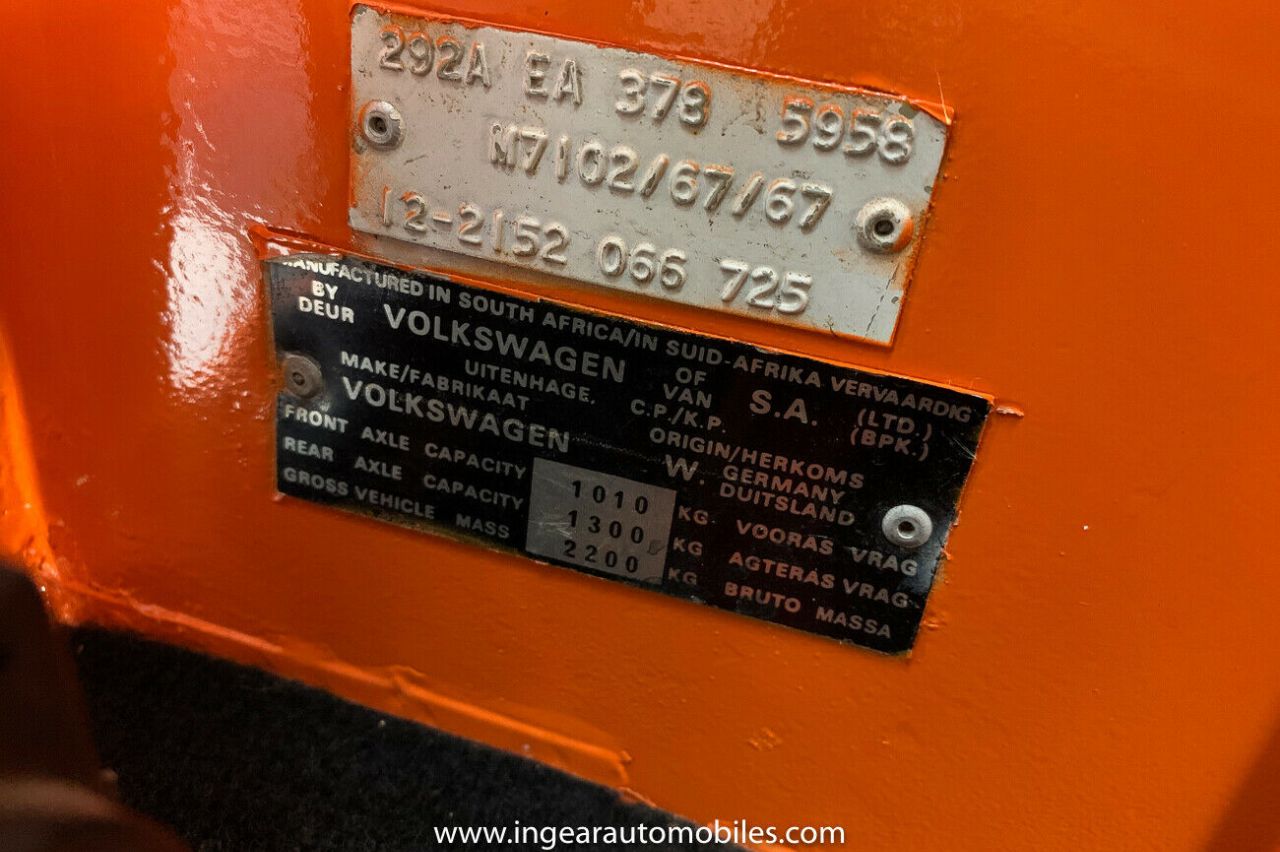 292A EA 378 5958
M7102/67/67
12-2152 066 725
MANUFACTURED IN SOUTH AFRICA/IN SUID-AFRIKA VERVAARDIG
BY
DEUR VOLKSWAGEN OF
VAN S.A. (LTD.)
(BPK.)
UITENHAGE, C.P./K.P.
MAKE/FABRIKAAT ORIGIN/HERKOMS
VOLKSWAGEN W. GERMANY
DUITSLAND
FRONT AXLE CAPACITY 1010 KG. VOORAS VRAG
REAR AXLE CAPACITY 1300 KG AGTERAS VRAG
GROSS VEHICLE MASS 2200 KG BRUTO MASSA
www.ingearautomobiles.com